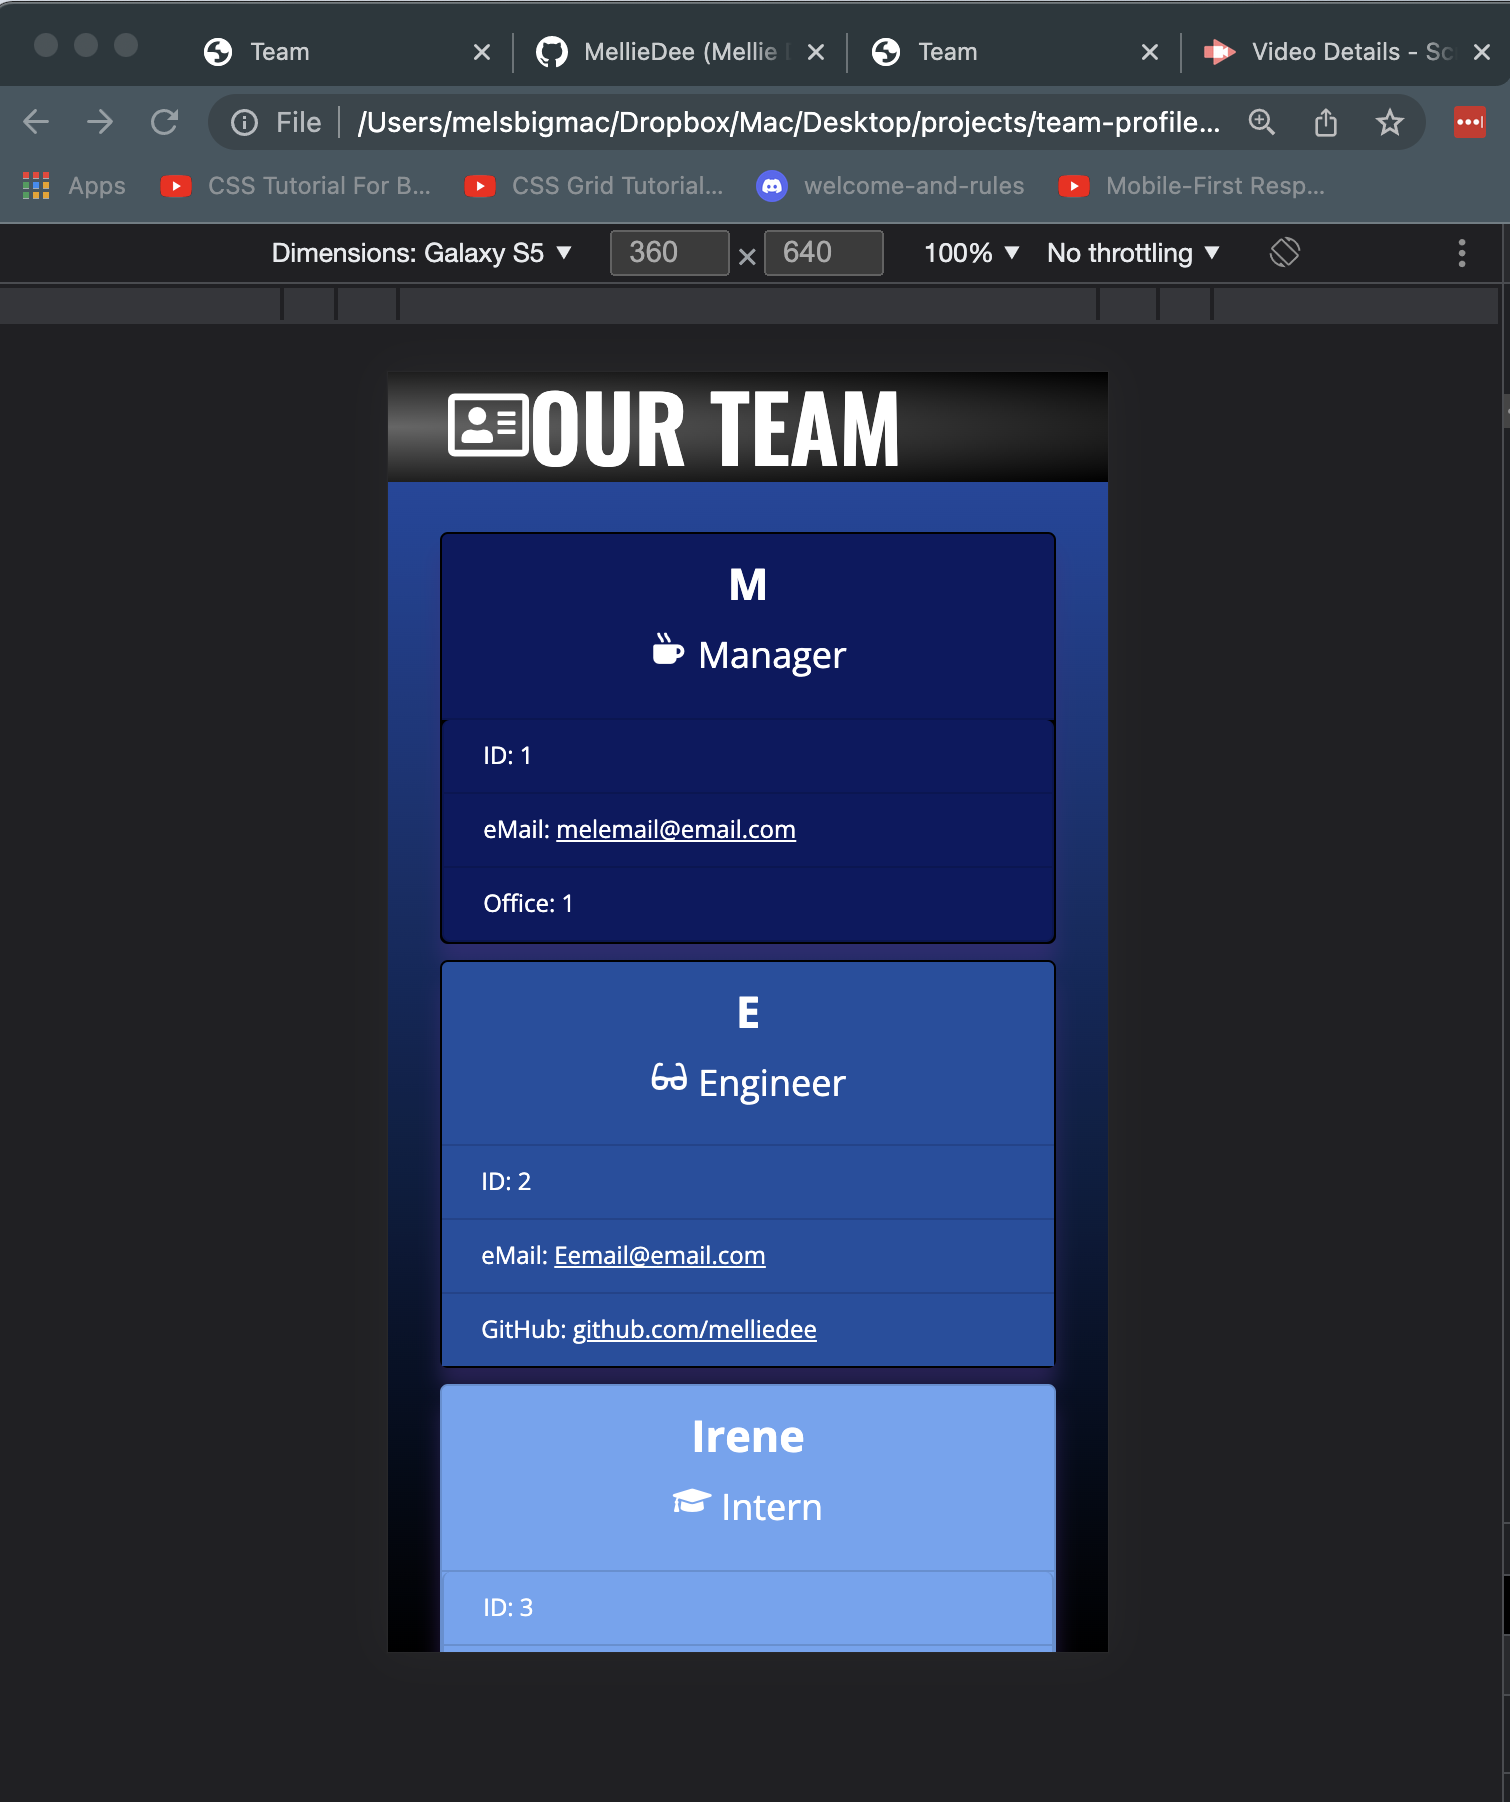 Team
MellieDee (Mellie
Team
Video Details - Sc
File
/Users/melsbigmac/Dropbox/Mac/Desktop/projects/team-profile...
Apps
CSS Tutorial For B...
CSS Grid Tutorial...
welcome-and-rules
Mobile-First Resp...
Dimensions: Galaxy S5 ▼ 360 × 640 100% ▼ No throttling ▼
OUR TEAM
M
Manager
ID: 1
eMail: melemail@email.com
Office: 1
E
Engineer
ID: 2
eMail: Eemail@email.com
GitHub: github.com/melliedee
Irene
Intern
ID: 3